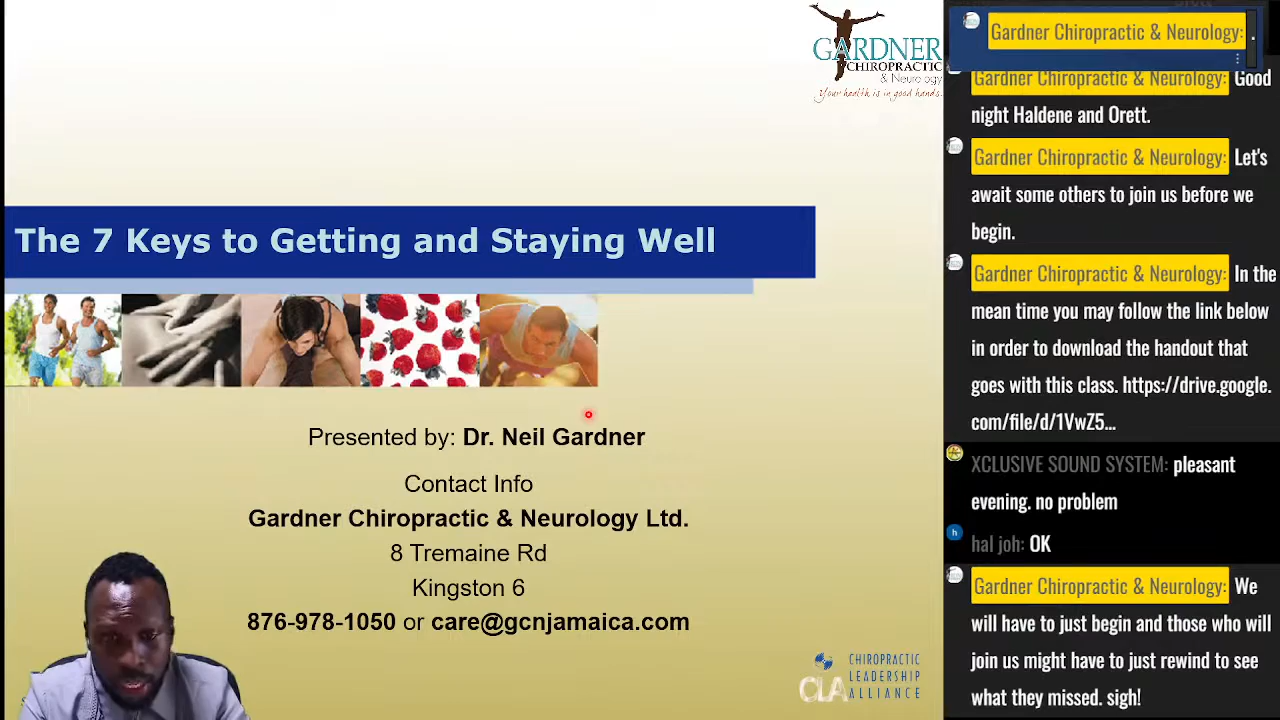 GARDNER
CHIROPRACTIC
& Neurology
Your health is in good hands.
The 7 Keys to Getting and Staying Well
Presented by: Dr. Neil Gardner
Contact Info
Gardner Chiropractic & Neurology Ltd.
8 Tremaine Rd
Kingston 6
876-978-1050 or care@gcnjamaica.com
CLA
CHIROPRACTIC
LEADERSHIP
ALLIANCE
Gardner Chiropractic & Neurology: .
Gardner Chiropractic & Neurology: Good
night Haldene and Orett.
Gardner Chiropractic & Neurology: Let's
await some others to join us before we
begin.
Gardner Chiropractic & Neurology: In the
mean time you may follow the link below
in order to download the handout that
goes with this class. https://drive.google.
com/file/d/1VwZ5...
XCLUSIVE SOUND SYSTEM: pleasant
evening. no problem
hal joh: OK
Gardner Chiropractic & Neurology: We
will have to just begin and those who will
join us might have to just rewind to see
what they missed. sigh!